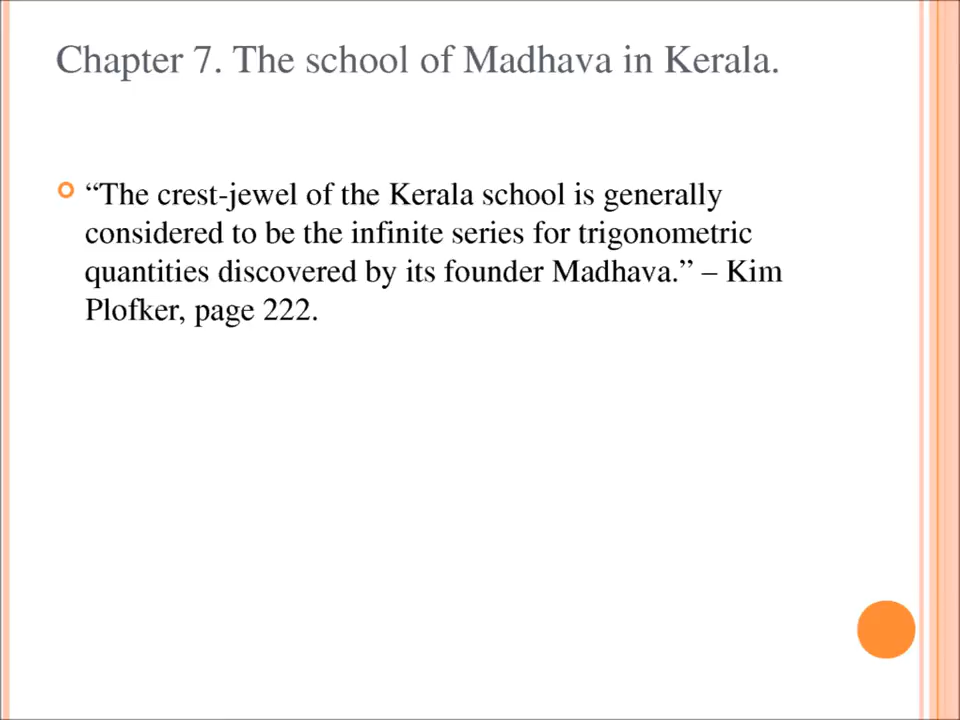 Chapter 7. The school of Madhava in Kerala.
“The crest-jewel of the Kerala school is generally
considered to be the infinite series for trigonometric
quantities discovered by its founder Madhava.” – Kim
Plofker, page 222.